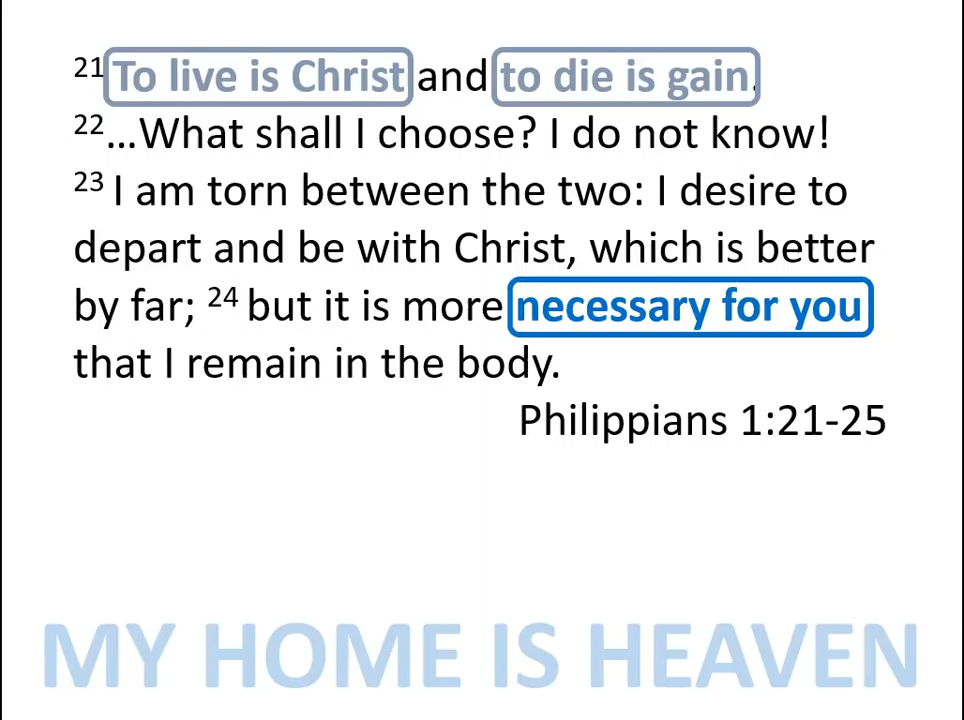 21 To live is Christ and to die is gain.
22 …What shall I choose? I do not know!
23 I am torn between the two: I desire to
depart and be with Christ, which is better
by far; 24 but it is more necessary for you
that I remain in the body.
Philippians 1:21-25
MY HOME IS HEAVEN